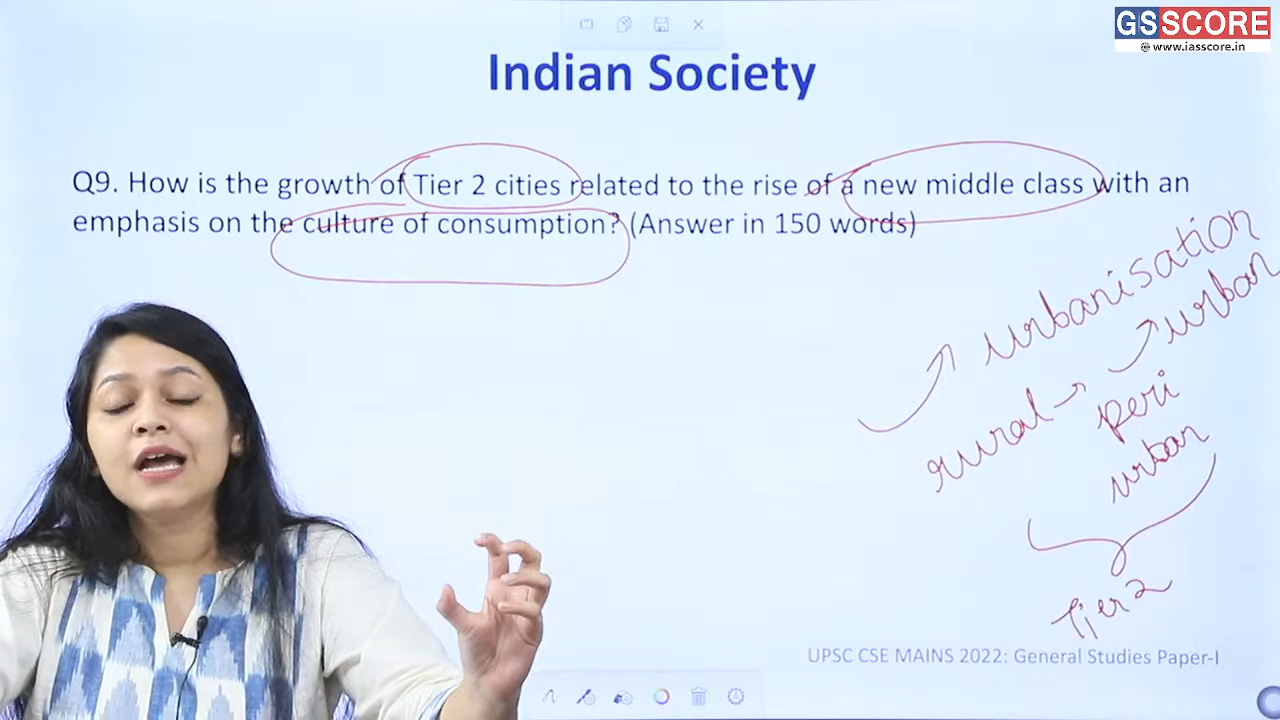 GSSCORE
www.iasscore.in
Indian Society
Q9. How is the growth of Tier 2 cities related to the rise of a new middle class with an
emphasis on the culture of consumption? (Answer in 150 words)
urbanisation
rural → peri urban → urban
Tier 2
UPSC CSE MAINS 2022: General Studies Paper-I